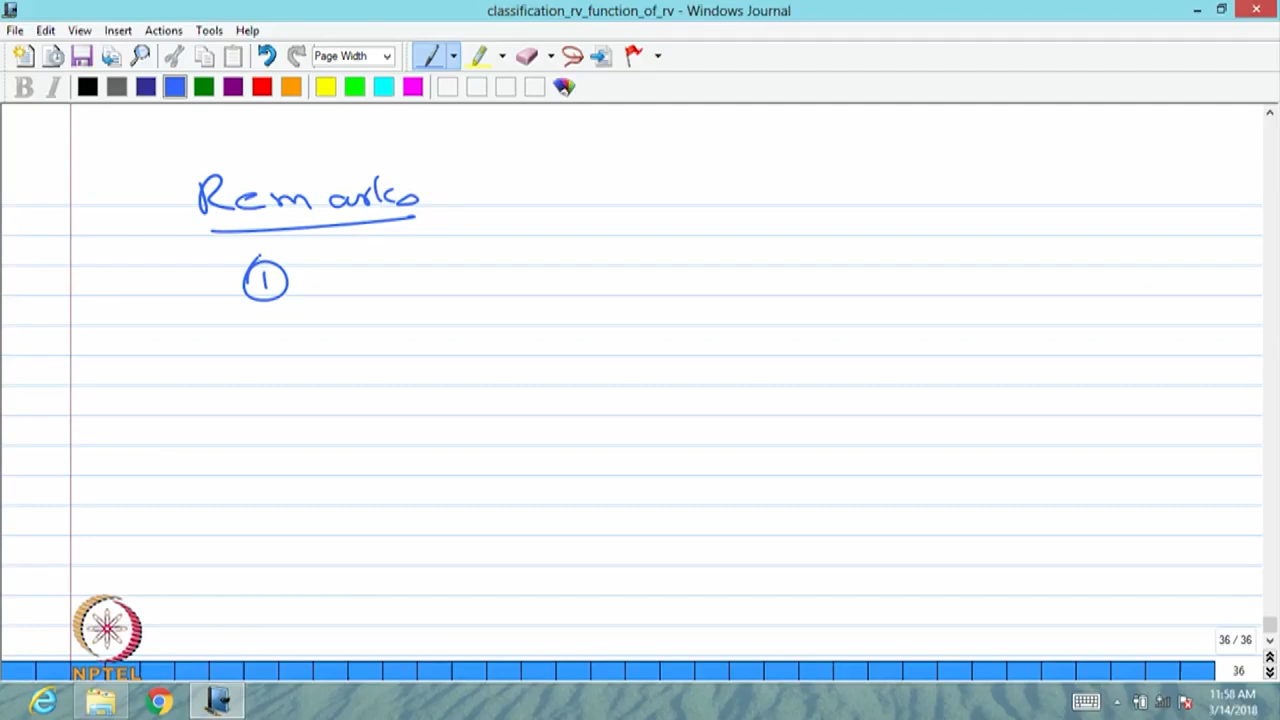 classification_rv_function_of_rv - Windows Journal
File Edit View Insert Actions Tools Help
Page Width
B I
Remarks
1
36 / 36
NPTEL
36
11:58 AM
3/14/2018